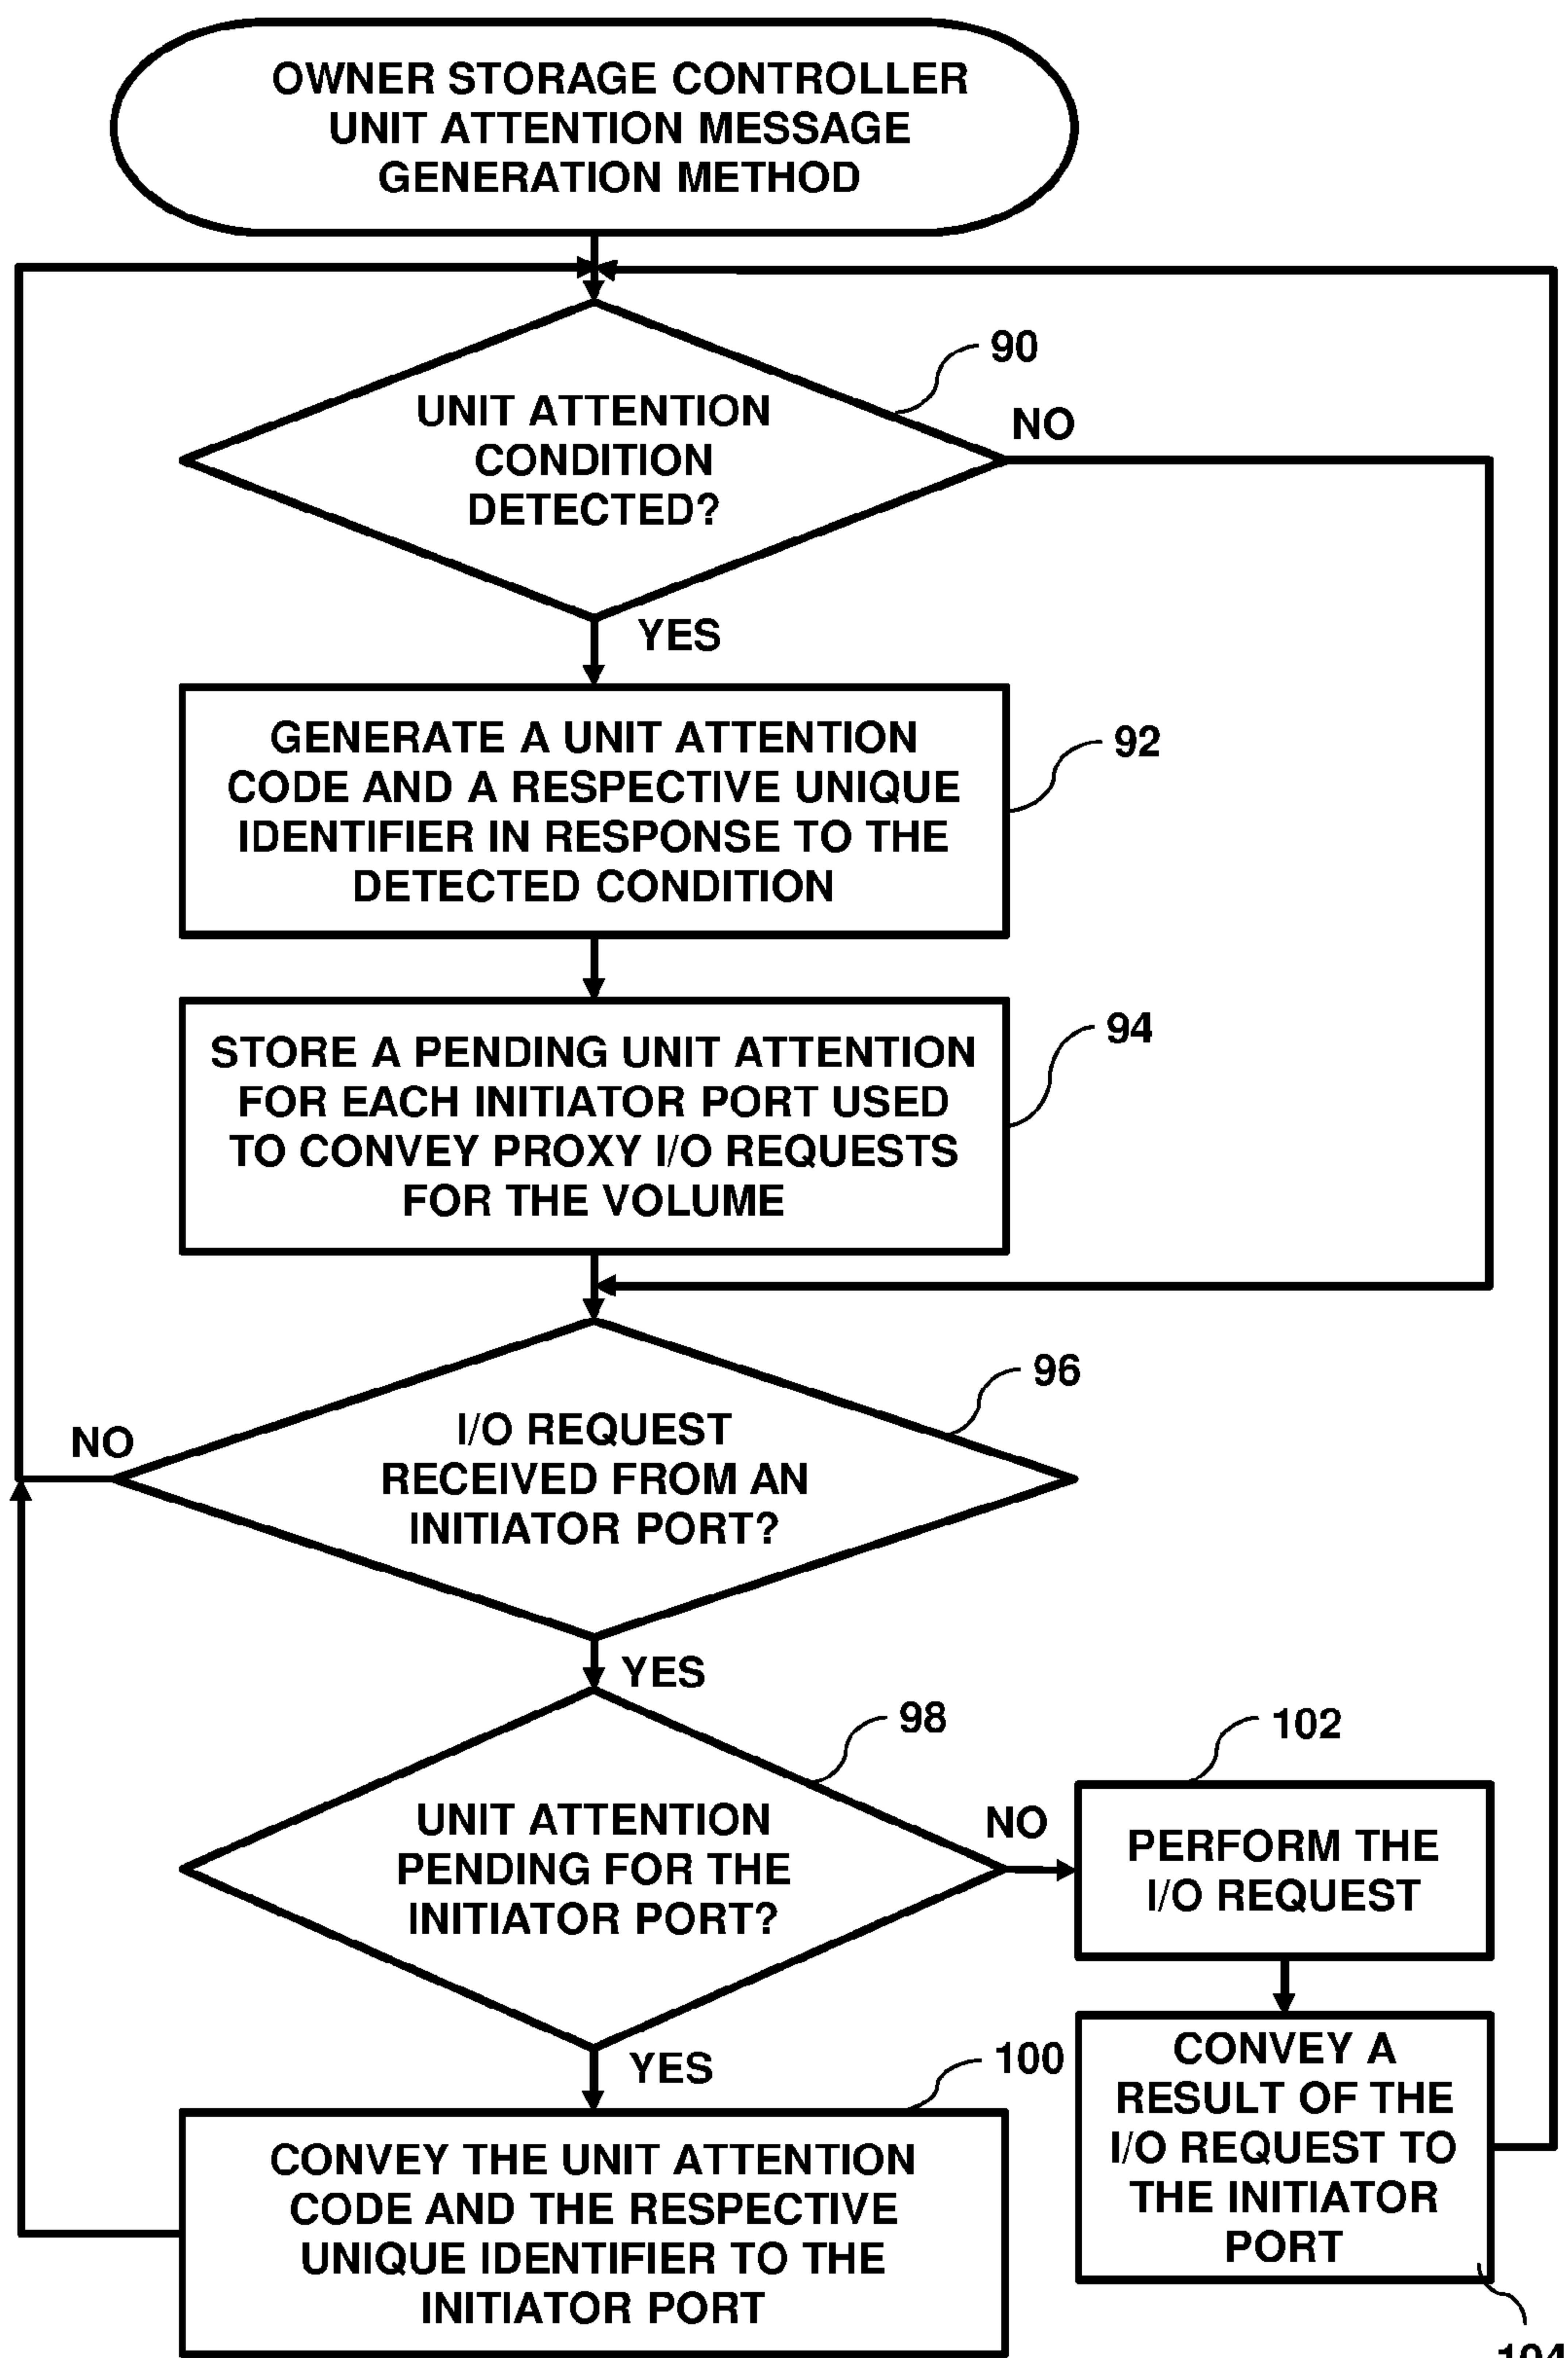 OWNER STORAGE CONTROLLER
UNIT ATTENTION MESSAGE
GENERATION METHOD
90
UNIT ATTENTION
CONDITION
DETECTED?
NO
YES
GENERATE A UNIT ATTENTION
CODE AND A RESPECTIVE UNIQUE
IDENTIFIER IN RESPONSE TO THE
DETECTED CONDITION
92
STORE A PENDING UNIT ATTENTION
FOR EACH INITIATOR PORT USED
TO CONVEY PROXY I/O REQUESTS
FOR THE VOLUME
94
96
I/O REQUEST
RECEIVED FROM AN
INITIATOR PORT?
NO
YES
98
UNIT ATTENTION
PENDING FOR THE
INITIATOR PORT?
NO
102
PERFORM THE
I/O REQUEST
YES
100
CONVEY THE UNIT ATTENTION
CODE AND THE RESPECTIVE
UNIQUE IDENTIFIER TO THE
INITIATOR PORT
CONVEY A
RESULT OF THE
I/O REQUEST TO
THE INITIATOR
PORT
104